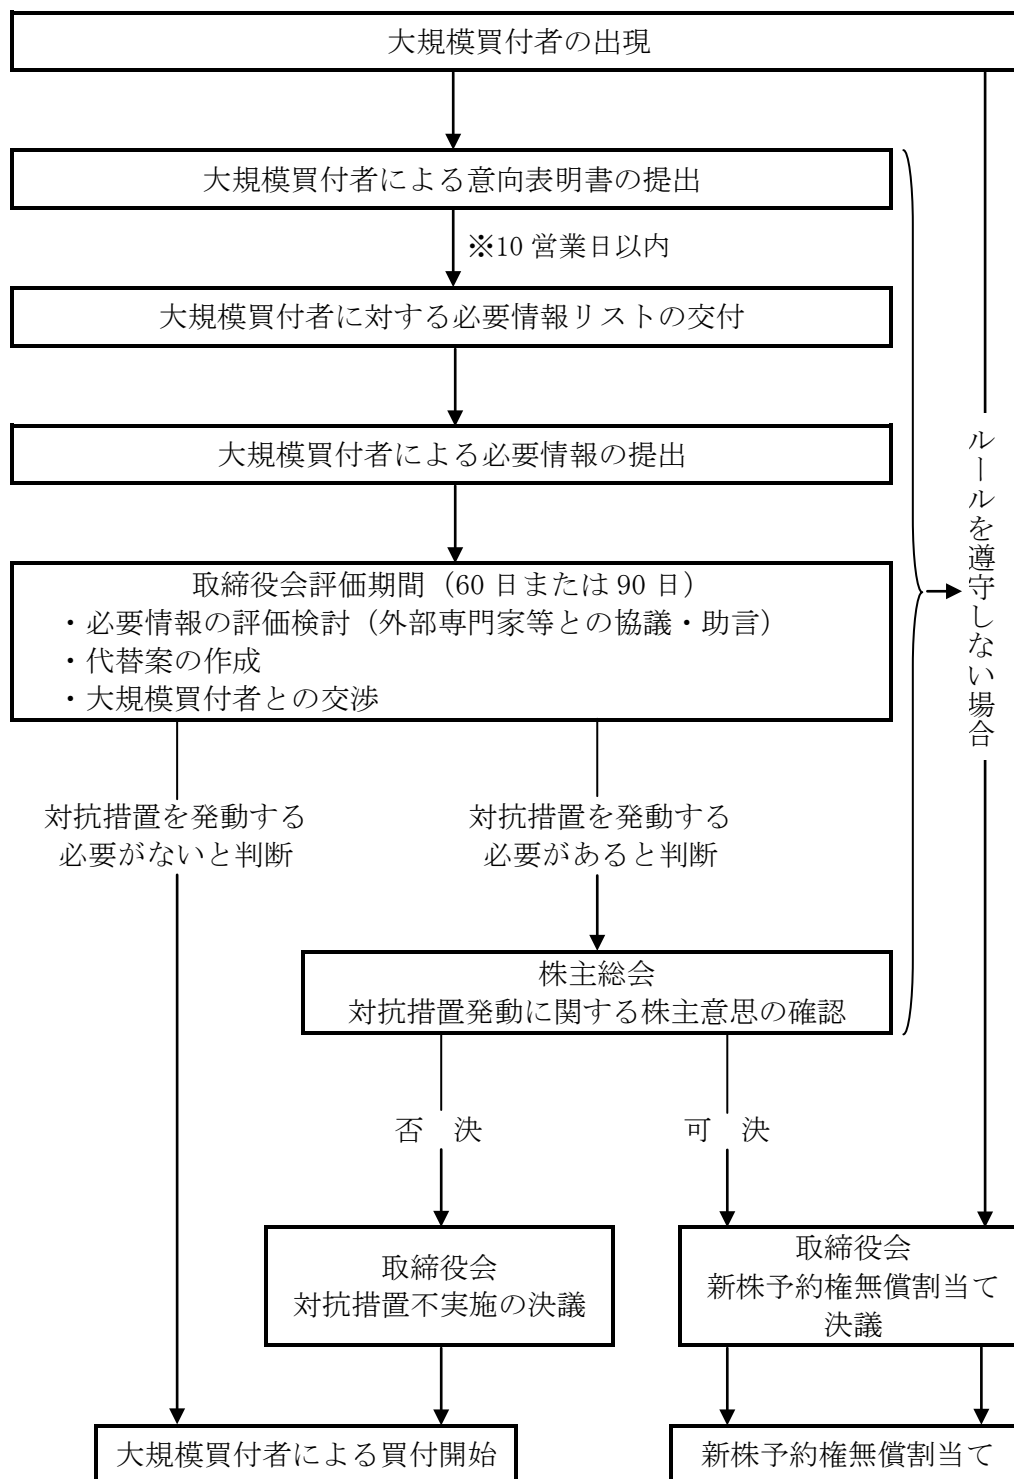 大規模買付者の出現
大規模買付者による意向表明書の提出
※10 営業日以内
大規模買付者に対する必要情報リストの交付
大規模買付者による必要情報の提出
取締役会評価期間（60 日または 90 日）
・必要情報の評価検討（外部専門家等との協議・助言）
・代替案の作成
・大規模買付者との交渉
ルールを遵守しない場合
対抗措置を発動する
必要がないと判断
対抗措置を発動する
必要があると判断
株主総会
対抗措置発動に関する株主意思の確認
否　決
可　決
取締役会
対抗措置不実施の決議
取締役会
新株予約権無償割当て
決議
大規模買付者による買付開始
新株予約権無償割当て